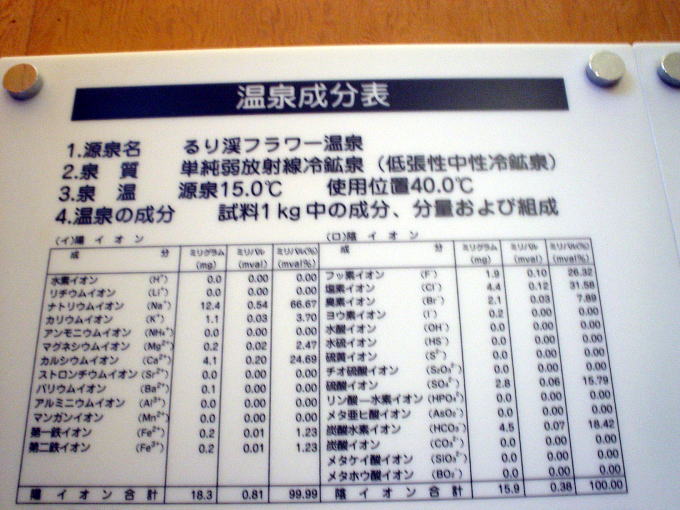 温泉成分表
1.源泉名 るり渓フラワー温泉
2.泉 質 単純弱放射線冷鉱泉(低張性中性冷鉱泉)
3.泉 温 源泉15.0℃ 使用位置40.0℃
4.温泉の成分 試料1kg中の成分、分量および組成
(イ)陽イオン
成 分 ミリグラム(mg) ミリバル(mval) ミリバル(%)(mval%)
水素イオン (H⁺) 0.0 0.00 0.00
リチウムイオン (Li⁺) 0.0 0.00 0.00
ナトリウムイオン (Na⁺) 12.4 0.54 66.67
カリウムイオン (K⁺) 1.1 0.03 3.70
アンモニウムイオン (NH₄⁺) 0.0 0.00 0.00
マグネシウムイオン (Mg²⁺) 0.2 0.02 2.47
カルシウムイオン (Ca²⁺) 4.1 0.20 24.69
ストロンチウムイオン (Sr²⁺) 0.0 0.00 0.00
バリウムイオン (Ba²⁺) 0.1 0.00 0.00
アルミニウムイオン (Al³⁺) 0.0 0.00 0.00
マンガンイオン (Mn²⁺) 0.0 0.00 0.00
第一鉄イオン (Fe²⁺) 0.2 0.01 1.23
第二鉄イオン 0.2 0.01 1.23
陽イオン合計 18.3 0.81 99.99
(ロ)陰イオン
成 分 ミリグラム(mg) ミリバル(mval) ミリバル(%)(mval%)
フッ素イオン (F⁻) 1.9 0.10 26.32
塩素イオン (Cl⁻) 4.4 0.12 31.58
臭素イオン (Br⁻) 2.1 0.03 7.89
ヨウ素イオン (I⁻) 0.2 0.00 0.00
水酸イオン (OH⁻) 0.0 0.00 0.00
水硫イオン (HS⁻) 0.0 0.00 0.00
硫黄イオン (S²⁻) 0.0 0.00 0.00
チオ硫酸イオン (S₂O₃²⁻) 0.0 0.00 0.00
硫酸イオン (SO₄²⁻) 2.8 0.06 15.79
リン酸一水素イオン (HPO₄²⁻) 0.0 0.00 0.00
メタ亜ヒ酸イオン (AsO₂⁻) 0.0 0.00 0.00
炭酸水素イオン (HCO₃⁻) 4.5 0.07 18.42
炭酸イオン (CO₃²⁻) 0.0 0.00 0.00
メタケイ酸イオン (SiO₃²⁻) 0.0 0.00 0.00
メタホウ酸イオン (BO₂⁻) 0.0 0.00 0.00
陰イオン合計 15.9 0.38 100.00